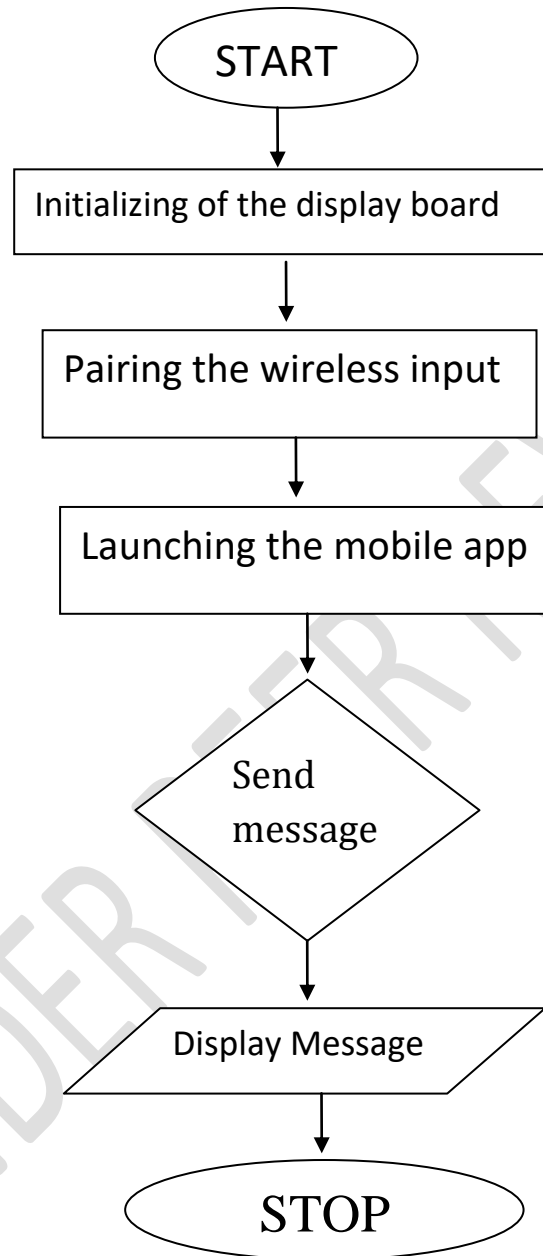 START
Initializing of the display board
Pairing the wireless input
Launching the mobile app
Send
message
Display Message
STOP